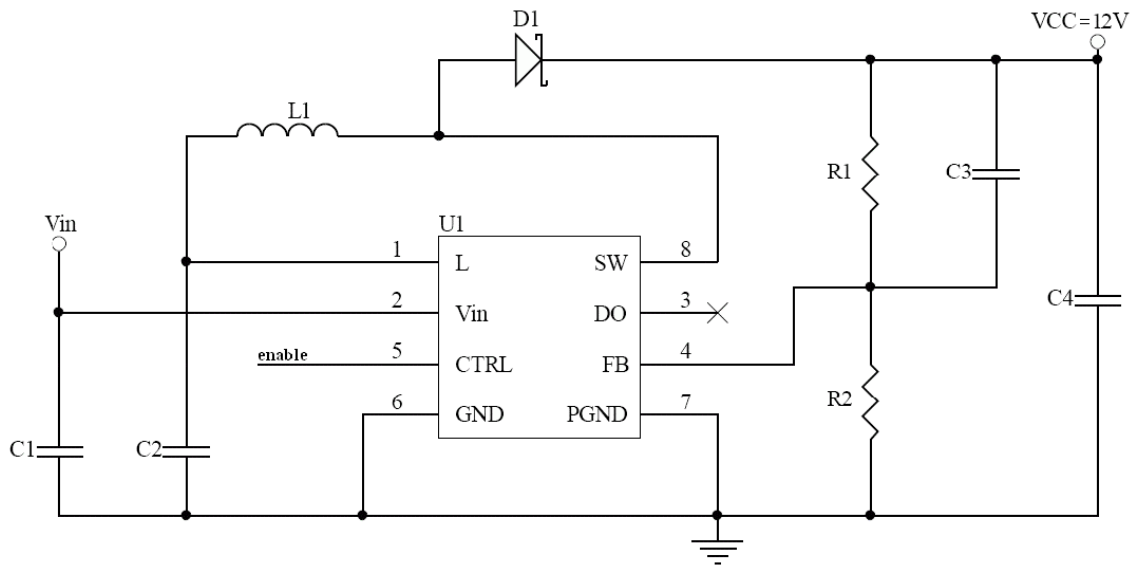 D1
VCC=12V
L1
R1
C3
Vin
U1
1
L
SW
8
2
Vin
DO
3
C4
enable
5
CTRL
FB
4
R2
6
GND
PGND
7
C1
C2